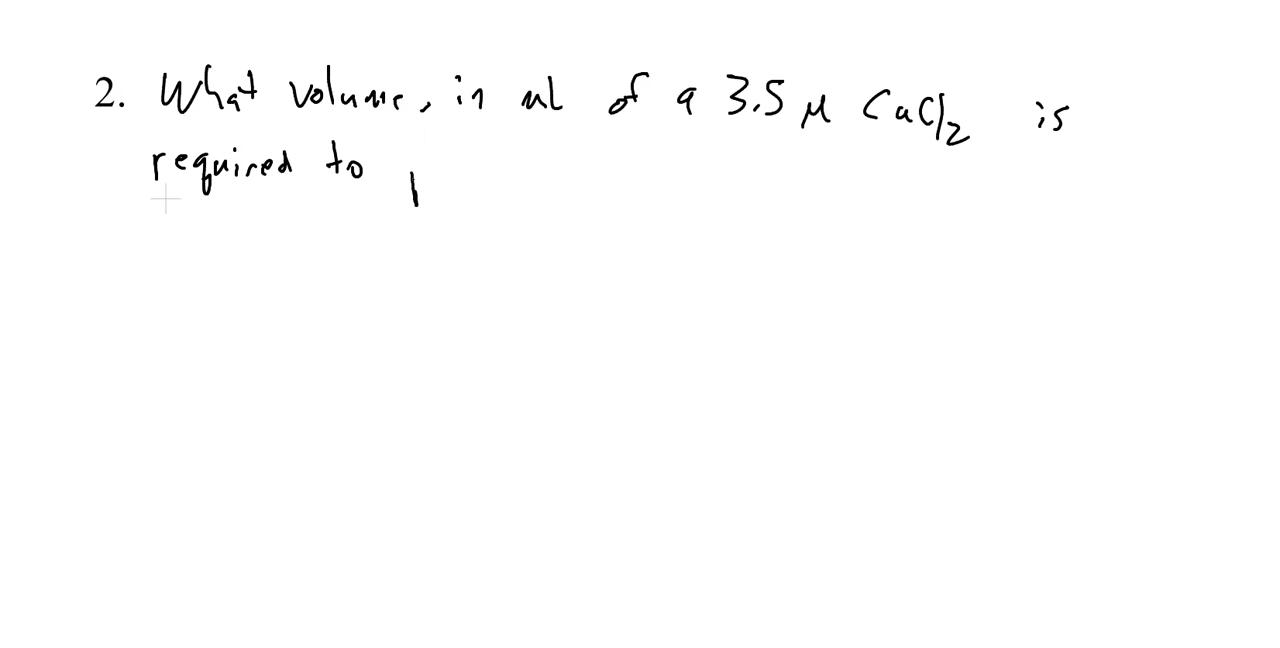 2. What volume, in mL of a 3.5 M CaCl₂ is
required to